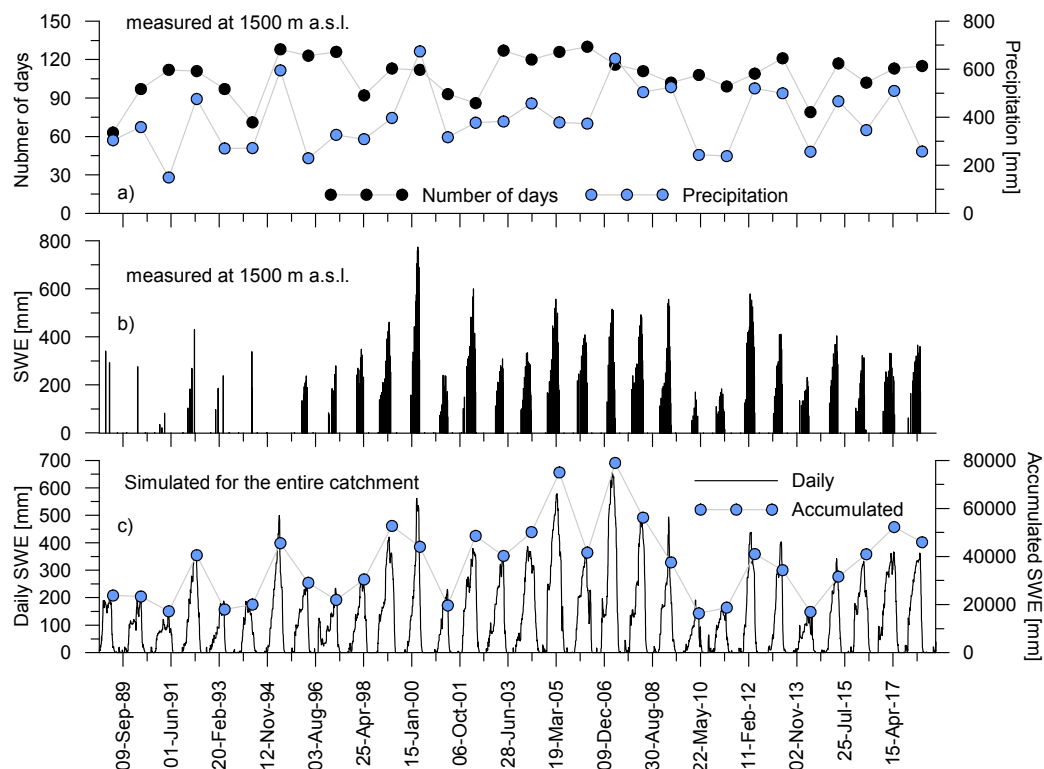 measured at 1500 m a.s.l.
Nubmer of days
Precipitation [mm]
150
120
90
60
30
0
800
600
400
200
0
a)
Number of days
Precipitation
measured at 1500 m a.s.l.
b)
SWE [mm]
800
600
400
200
0
Simulated for the entire catchment
c)
Daily
Accumulated
Daily SWE [mm]
Accumulated SWE [mm]
700
600
500
400
300
200
100
0
80000
60000
40000
20000
0
09-Sep-89
01-Jun-91
20-Feb-93
12-Nov-94
03-Aug-96
25-Apr-98
15-Jan-00
06-Oct-01
28-Jun-03
19-Mar-05
09-Dec-06
30-Aug-08
22-May-10
11-Feb-12
02-Nov-13
25-Jul-15
15-Apr-17